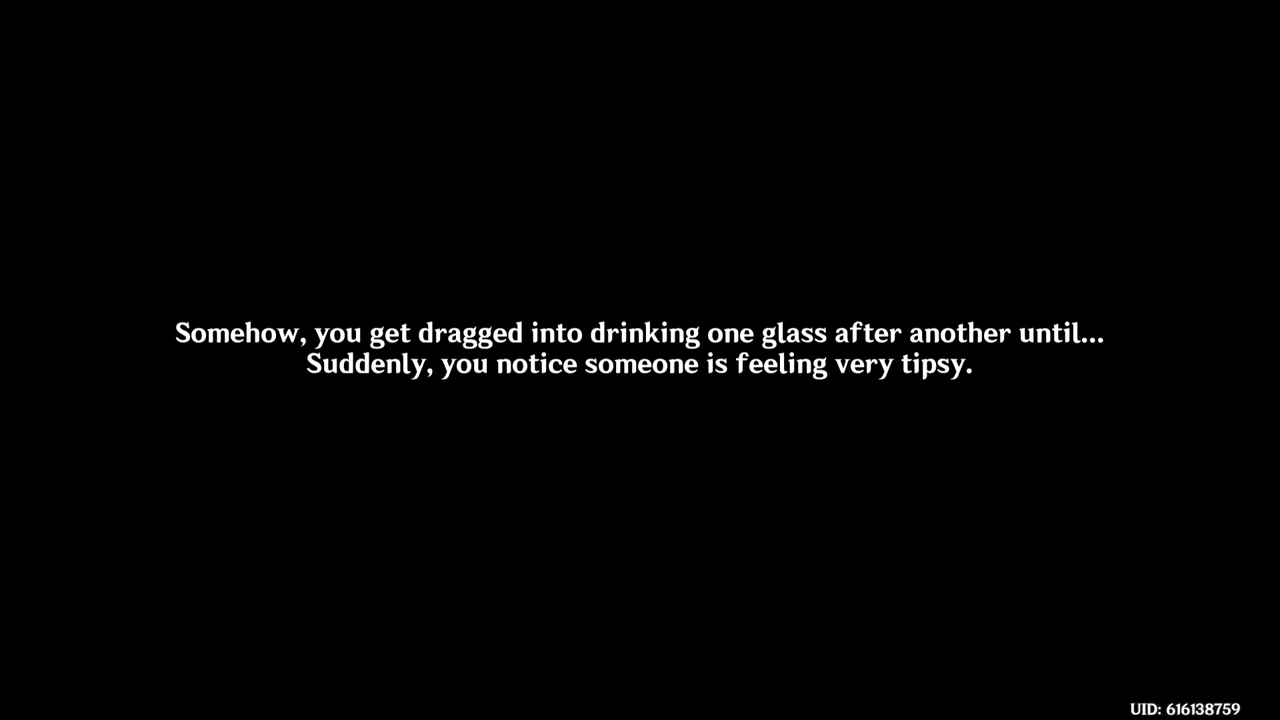 Somehow, you get dragged into drinking one glass after another until...
Suddenly, you notice someone is feeling very tipsy.
UID: 616138759